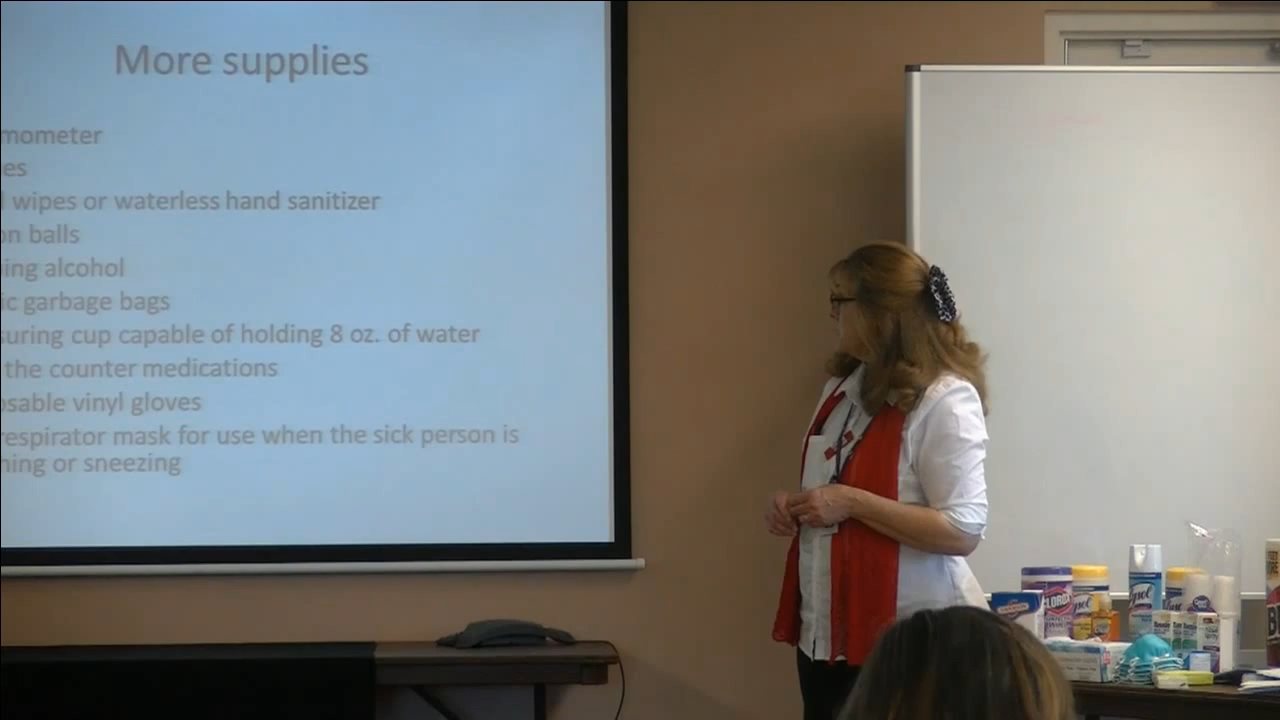 More supplies
mometer
es
l wipes or waterless hand sanitizer
on balls
ing alcohol
ic garbage bags
suring cup capable of holding 8 oz. of water
the counter medications
osable vinyl gloves
respirator mask for use when the sick person is
hing or sneezing
CLOROX
Lysol